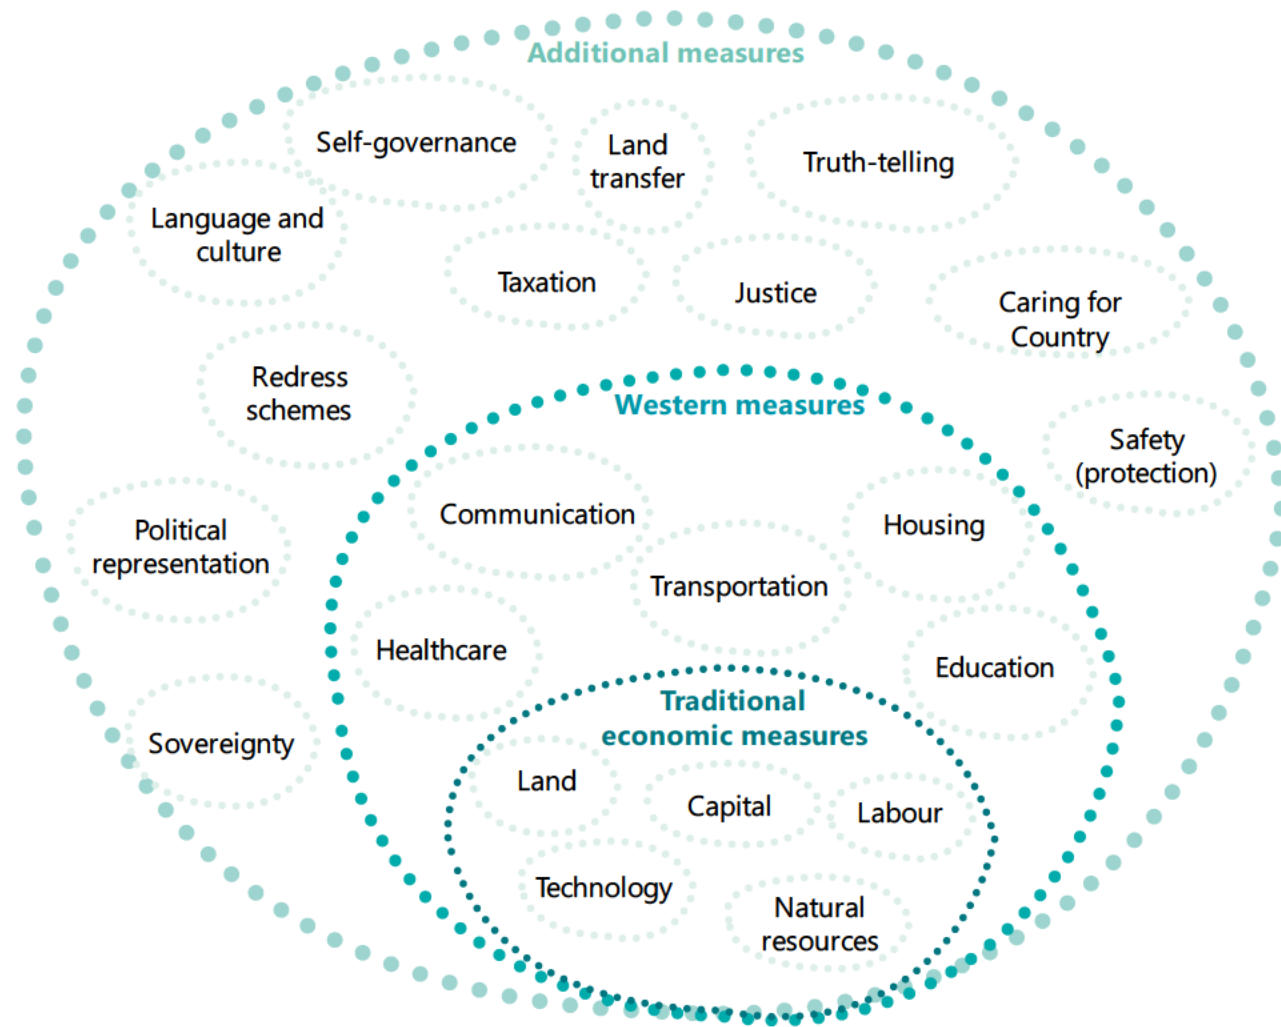 Additional measures
Self-governance
Land
transfer
Truth-telling
Language and
culture
Taxation
Justice
Caring for
Country
Redress
schemes
Western measures
Safety
(protection)
Political
representation
Communication
Housing
Transportation
Healthcare
Education
Sovereignty
Traditional
economic measures
Land
Capital
Labour
Technology
Natural
resources